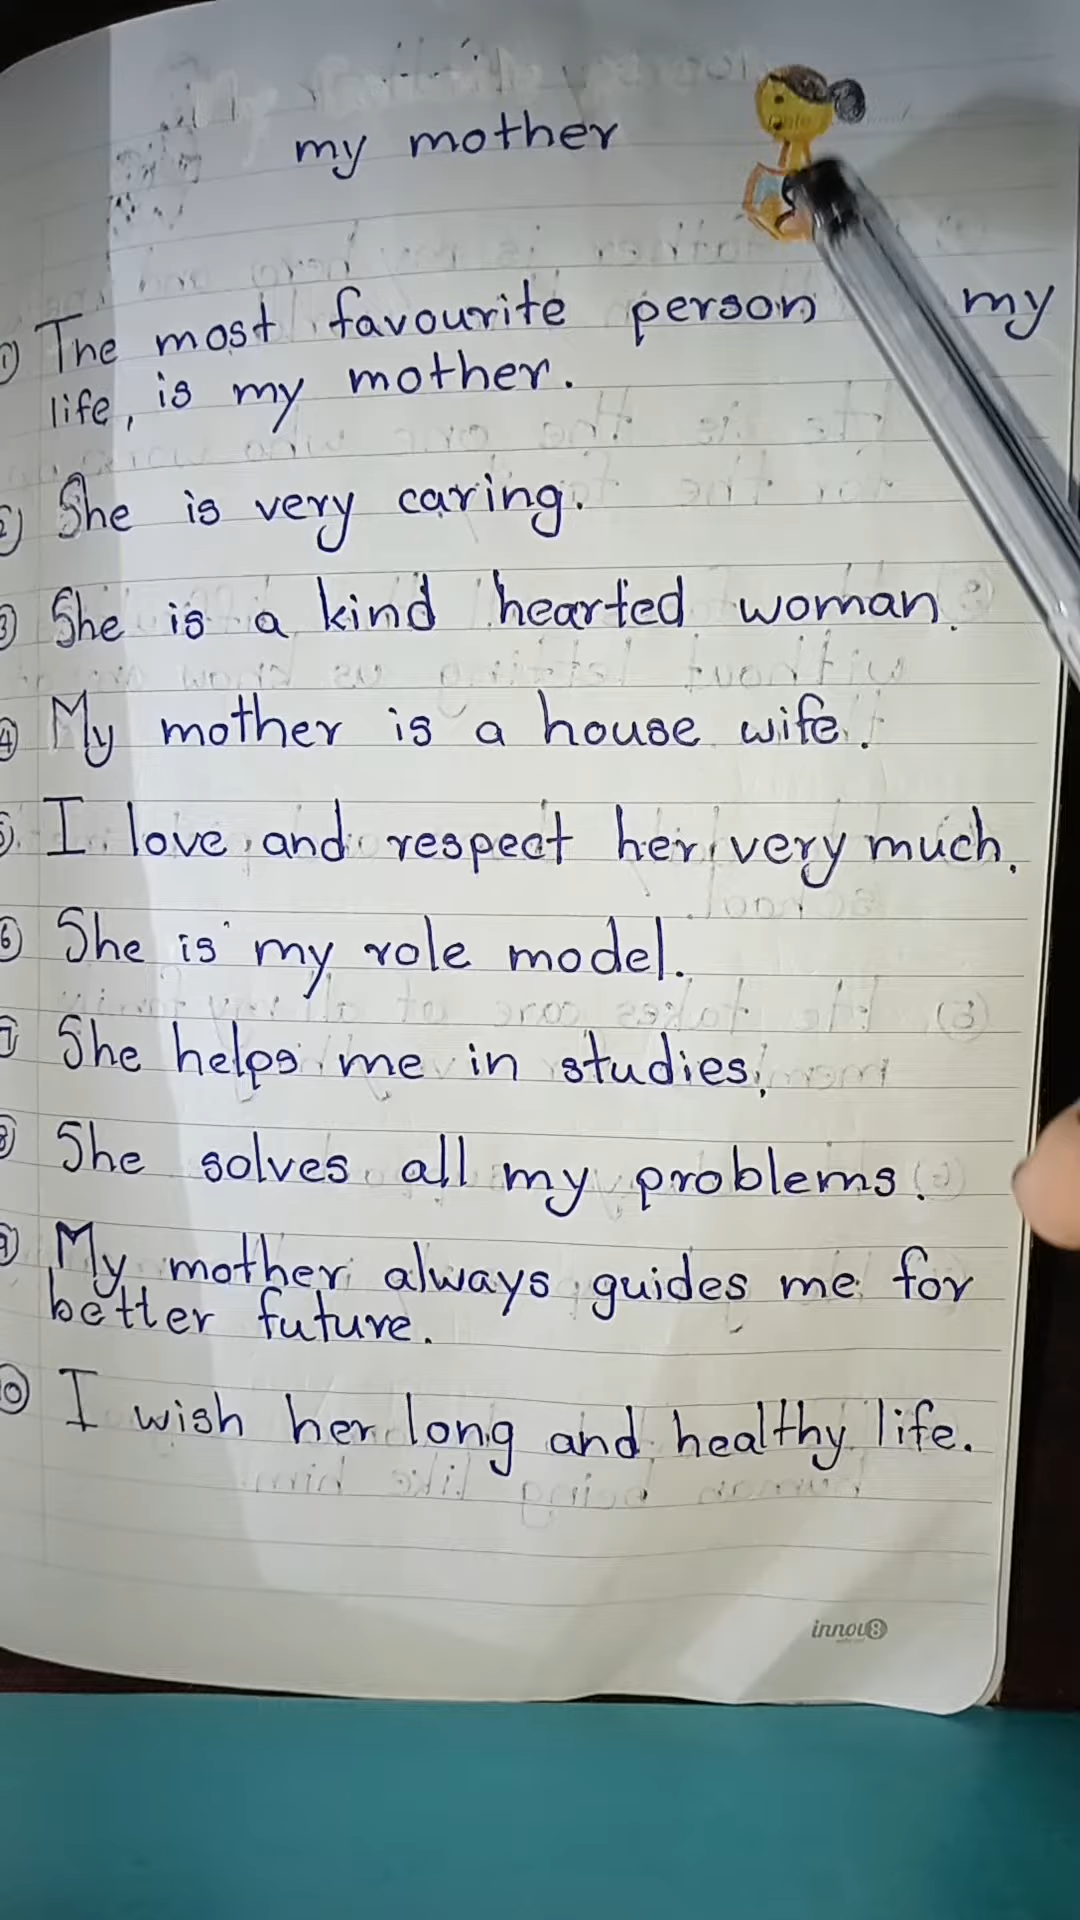 my mother
① The most favourite person my
life, is my mother.
2) She is very caring.
③ She is a kind hearted woman.
④ My mother is a house wife.
5. I love and respect her very much.
⑥ She is my role model.
7 She helps me in studies.
⑧ She solves all my problems.
⑨ My mother always guides me for
better future.
10 I wish her long and healthy life.
innov8